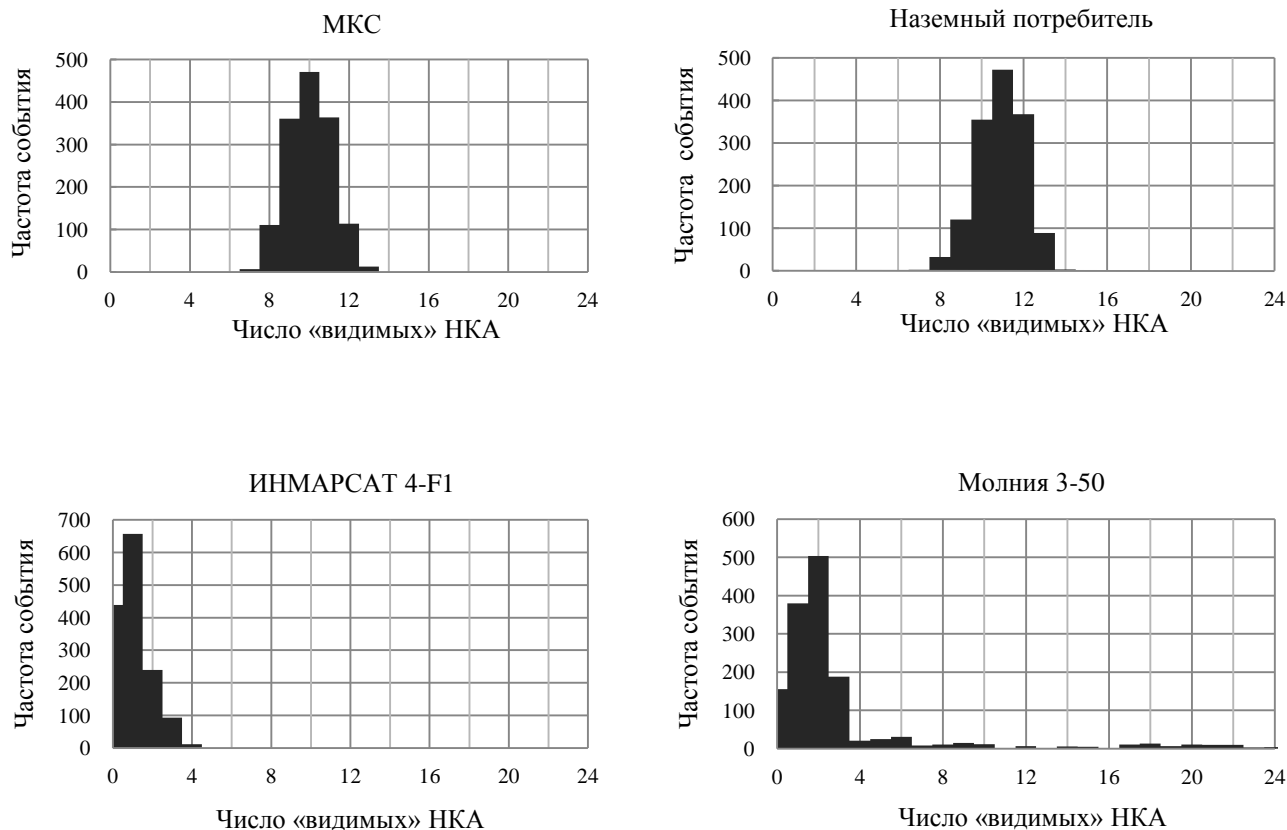 МКС
Частота события
500
400
300
200
100
0
0 4 8 12 16 20 24
Число «видимых» НКА
Наземный потребитель
Частота события
500
400
300
200
100
0
0 4 8 12 16 20 24
Число «видимых» НКА
ИНМАРСАТ 4-F1
Частота события
700
600
500
400
300
200
100
0
0 4 8 12 16 20 24
Число «видимых» НКА
Молния 3-50
Частота события
600
500
400
300
200
100
0
0 4 8 12 16 20 24
Число «видимых» НКА